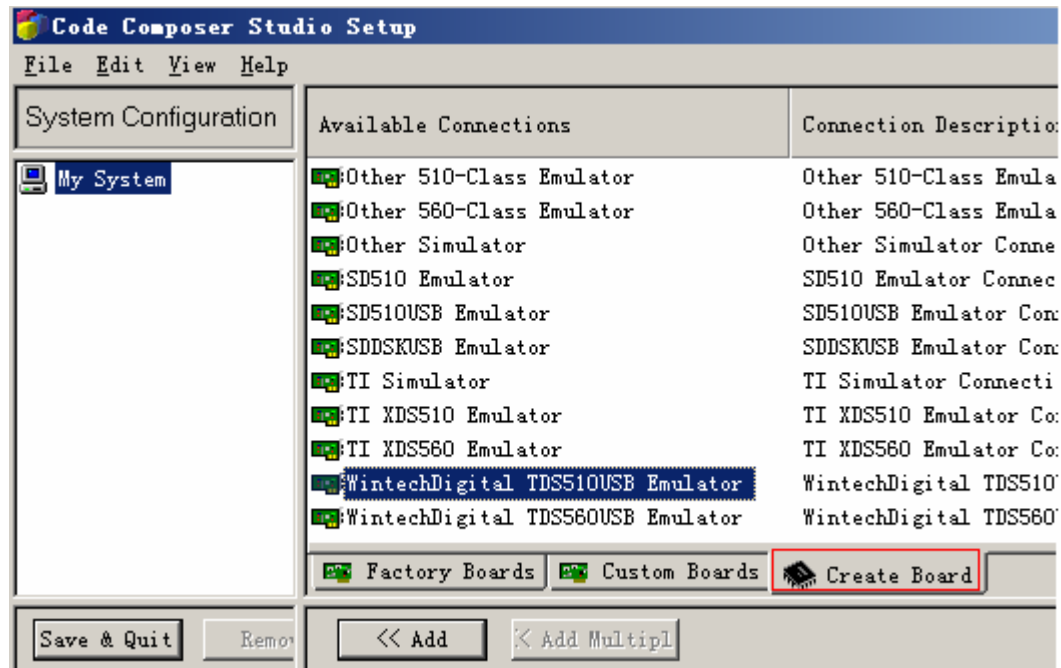 Code Composer Studio Setup
File Edit View Help
System Configuration
My System
Available Connections Connection Descriptio
Other 510-Class Emulator Other 510-Class Emula
Other 560-Class Emulator Other 560-Class Emula
Other Simulator Other Simulator Conne
SD510 Emulator SD510 Emulator Connec
SD510USB Emulator SD510USB Emulator Con
SDDSKUSB Emulator SDDSKUSB Emulator Con
TI Simulator TI Simulator Connecti
TI XDS510 Emulator TI XDS510 Emulator Co
TI XDS560 Emulator TI XDS560 Emulator Co
WintechDigital TDS510USB Emulator WintechDigital TDS510
WintechDigital TDS560USB Emulator WintechDigital TDS560
Factory Boards Custom Boards Create Board
Save & Quit Remo << Add < Add Multipl